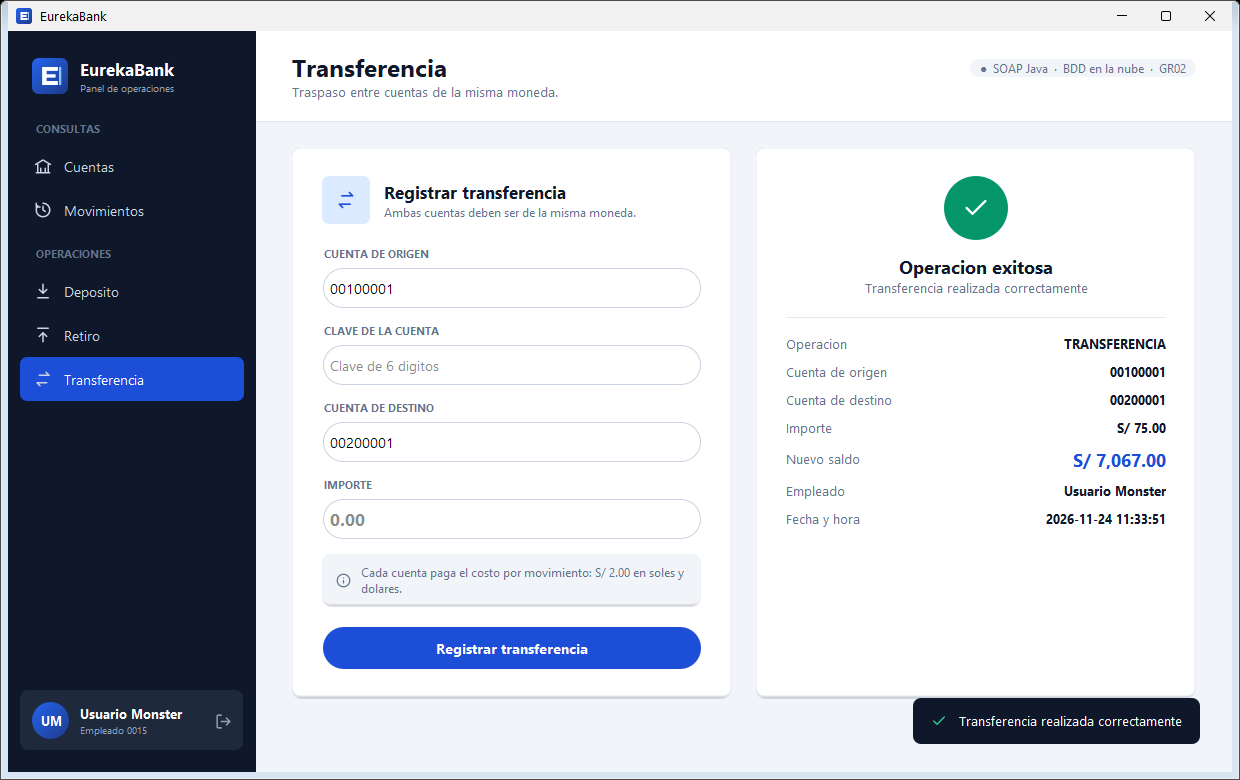 EurekaBank
EurekaBank
Panel de operaciones
CONSULTAS
Cuentas
Movimientos
OPERACIONES
Deposito
Retiro
Transferencia
UM
Usuario Monster
Empleado 0015
Transferencia
Traspaso entre cuentas de la misma moneda.
SOAP Java · BDD en la nube · GR02
Registrar transferencia
Ambas cuentas deben ser de la misma moneda.
CUENTA DE ORIGEN
00100001
CLAVE DE LA CUENTA
Clave de 6 digitos
CUENTA DE DESTINO
00200001
IMPORTE
0.00
Cada cuenta paga el costo por movimiento: S/ 2.00 en soles y
dolares.
Registrar transferencia
Operacion exitosa
Transferencia realizada correctamente
Operacion TRANSFERENCIA
Cuenta de origen 00100001
Cuenta de destino 00200001
Importe S/ 75.00
Nuevo saldo S/ 7,067.00
Empleado Usuario Monster
Fecha y hora 2026-11-24 11:33:51
Transferencia realizada correctamente